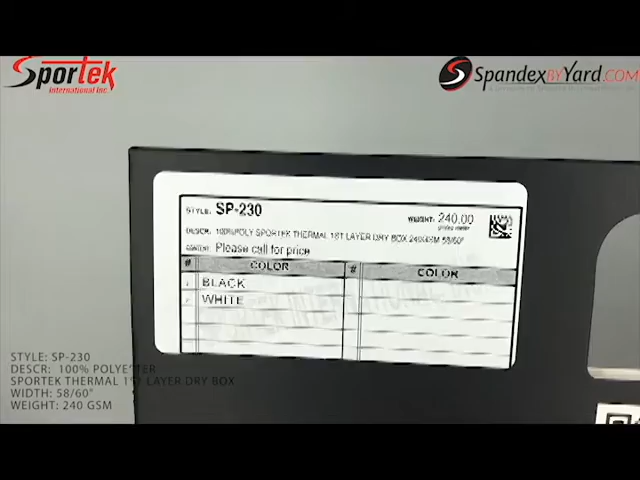 Sportek
International Inc.
SpandexByYard.com
STYLE: SP-230
WEIGHT: 240.00
DESCR: 100%POLY SPORTEK THERMAL 1ST LAYER DRY BOX 240GSM 58/60"
Please call for price
# COLOR # COLOR
BLACK
WHITE
STYLE: SP-230
DESCR: 100% POLYESTER
SPORTEK THERMAL 1ST LAYER DRY BOX
WIDTH: 58/60"
WEIGHT: 240 GSM